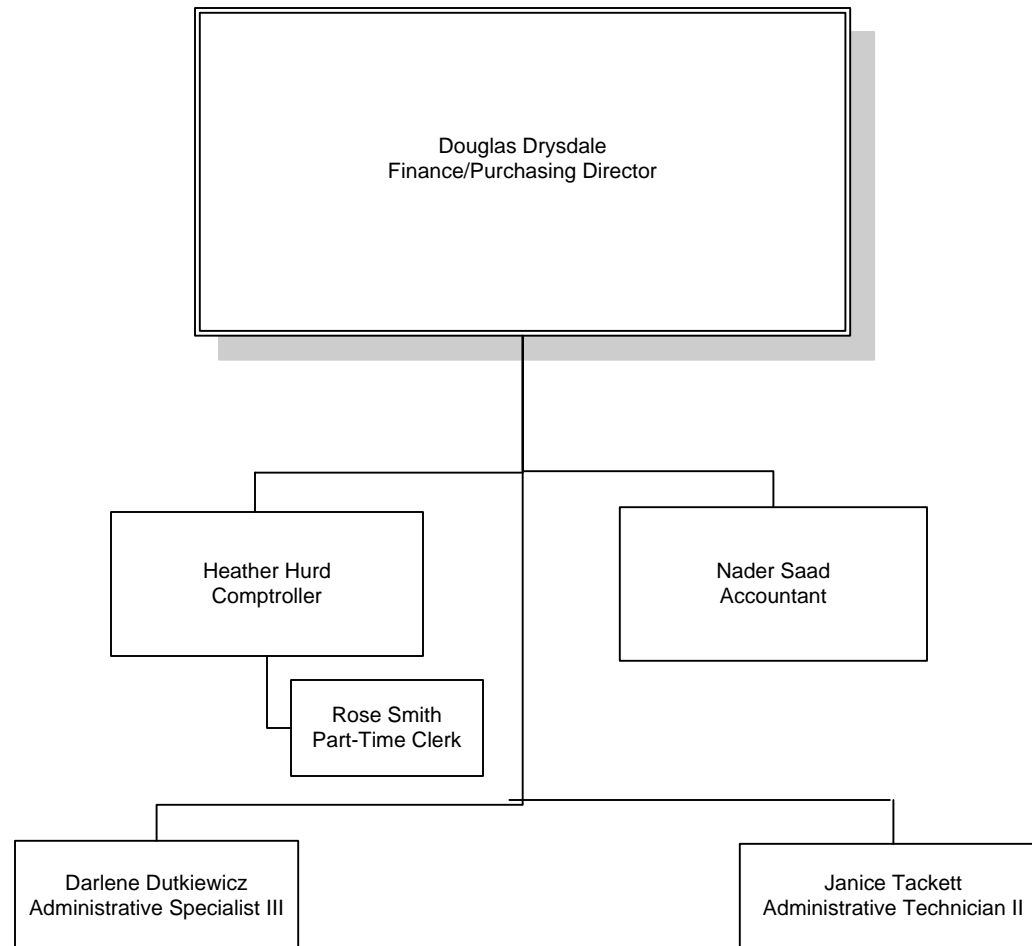 Douglas Drysdale
Finance/Purchasing Director
Heather Hurd
Comptroller
Nader Saad
Accountant
Rose Smith
Part-Time Clerk
Darlene Dutkiewicz
Administrative Specialist III
Janice Tackett
Administrative Technician II